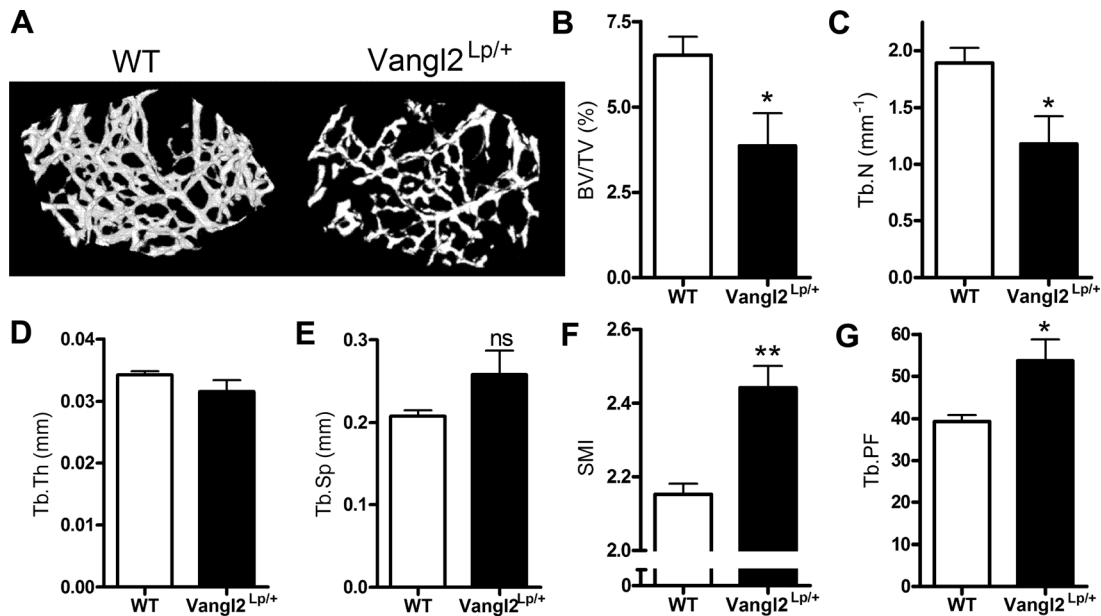 A
WT
Vangl2 Lp/+
B
BV/TV (%)
7.5
5.0
2.5
0.0
*
WT
Vangl2 Lp/+
C
Tb.N (mm-1)
2.0
1.5
1.0
0.5
0.0
*
WT
Vangl2 Lp/+
D
Tb.Th (mm)
0.04
0.03
0.02
0.01
0.00
WT
Vangl2 Lp/+
E
Tb.Sp (mm)
0.3
0.2
0.1
0.0
ns
WT
Vangl2 Lp/+
F
SMI
2.6
2.4
2.2
2.0
0
**
WT
Vangl2 Lp/+
G
Tb.PF
60
50
40
30
20
10
0
*
WT
Vangl2 Lp/+